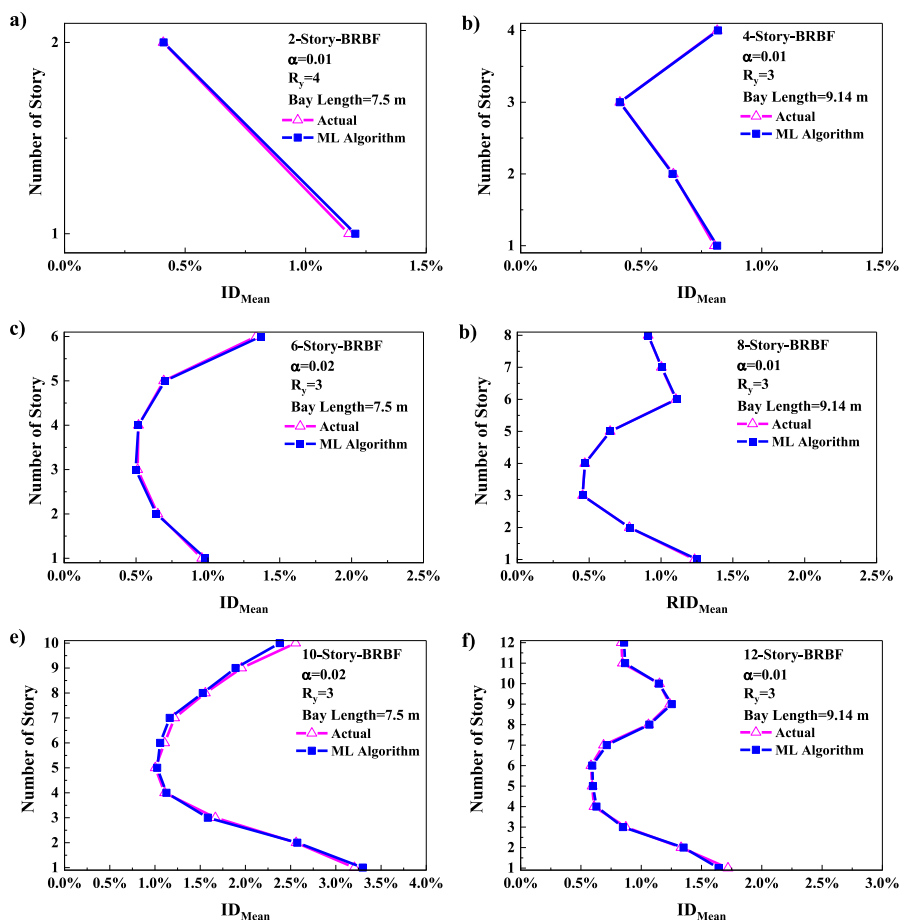 a)
2-Story-BRBF
α=0.01
R_y=4
Bay Length=7.5 m
Actual
ML Algorithm
Number of Story
2
1
0.0% 0.5% 1.0% 1.5%
ID_Mean
b)
4-Story-BRBF
α=0.01
R_y=3
Bay Length=9.14 m
Actual
ML Algorithm
Number of Story
4
3
2
1
0.0% 0.5% 1.0% 1.5%
ID_Mean
c)
6-Story-BRBF
α=0.02
R_y=3
Bay Length=7.5 m
Actual
ML Algorithm
Number of Story
6
5
4
3
2
1
0.0% 0.5% 1.0% 1.5% 2.0% 2.5%
ID_Mean
b)
8-Story-BRBF
α=0.01
R_y=3
Bay Length=9.14 m
Actual
ML Algorithm
Number of Story
8
7
6
5
4
3
2
1
0.0% 0.5% 1.0% 1.5% 2.0% 2.5%
RID_Mean
e)
10-Story-BRBF
α=0.02
R_y=3
Bay Length=7.5 m
Actual
ML Algorithm
Number of Story
10
9
8
7
6
5
4
3
2
1
0.0% 0.5% 1.0% 1.5% 2.0% 2.5% 3.0% 3.5% 4.0%
ID_Mean
f)
12-Story-BRBF
α=0.01
R_y=3
Bay Length=9.14 m
Actual
ML Algorithm
Number of Story
12
11
10
9
8
7
6
5
4
3
2
1
0.0% 0.5% 1.0% 1.5% 2.0% 2.5% 3.0%
ID_Mean